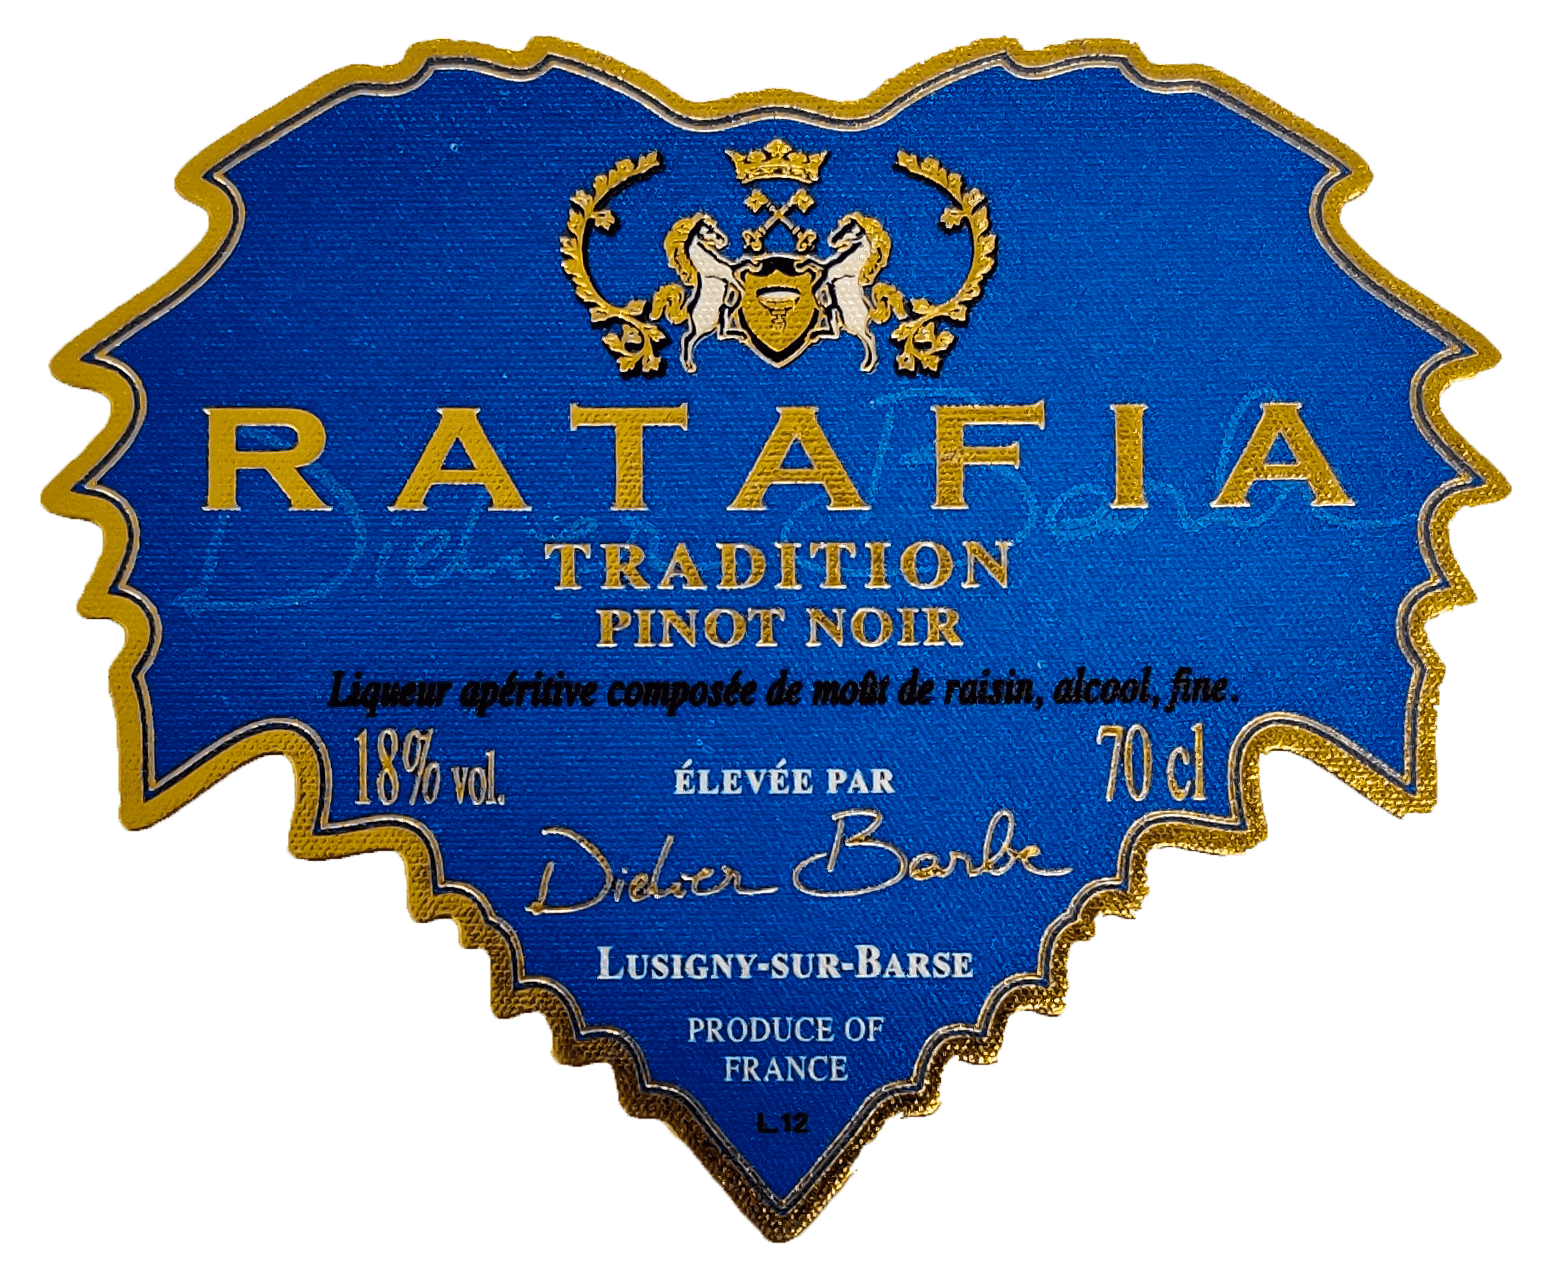 RATAFIA
TRADITION
PINOT NOIR
Liqueur apéritive composée de moût de raisin, alcool, fine.
18% vol.
70 cl
ÉLEVÉE PAR
Didier Barbe
LUSIGNY-SUR-BARSE
PRODUCE OF
FRANCE
L12